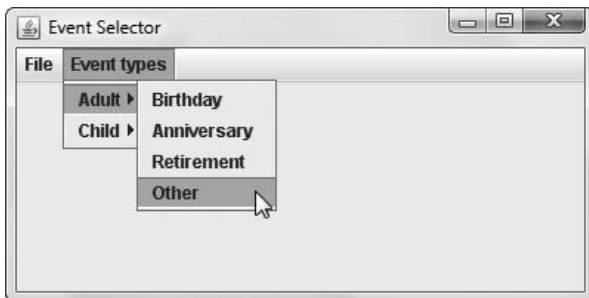 Event Selector
File Event types
Adult Birthday
Child Anniversary
Retirement
Other